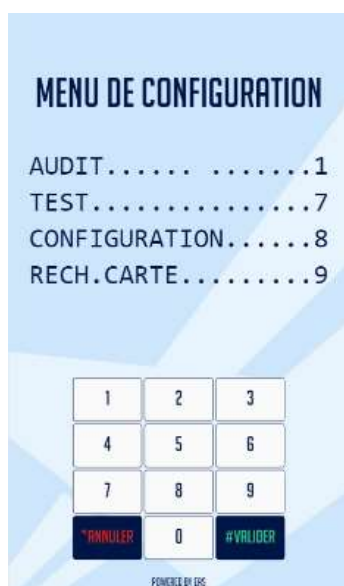 MENU DE CONFIGURATION
AUDIT...... .......1
TEST...............7
CONFIGURATION......8
RECH.CARTE.........9
1 2 3
4 5 6
7 8 9
*ANNULER 0 #VALIDER
POWERED BY ERS